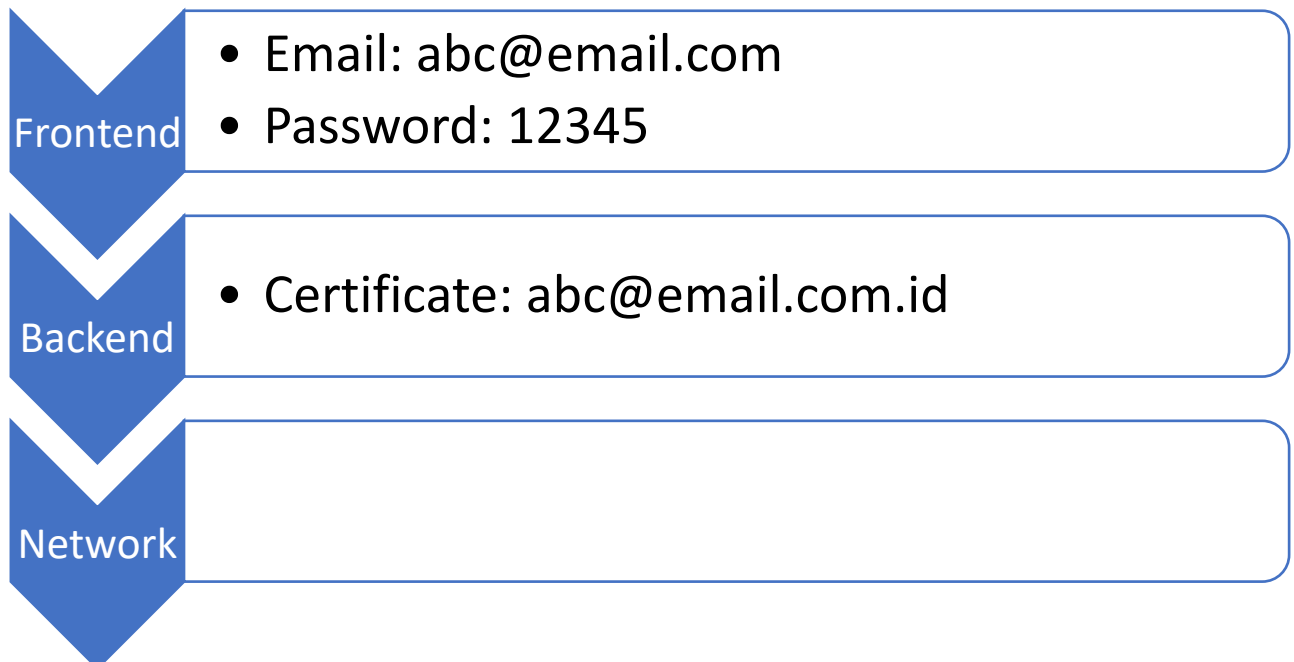 Frontend
• Email: abc@email.com
• Password: 12345
Backend
• Certificate: abc@email.com.id
Network